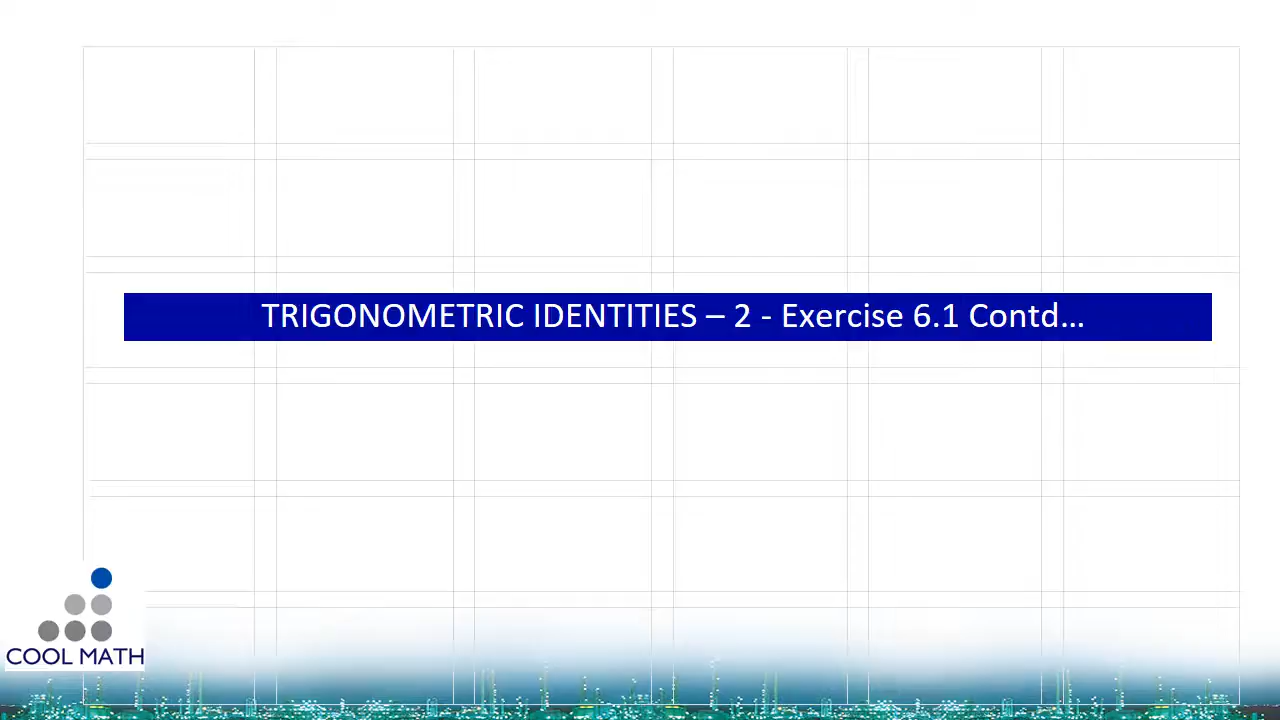 TRIGONOMETRIC IDENTITIES – 2 - Exercise 6.1 Contd...
COOL MATH